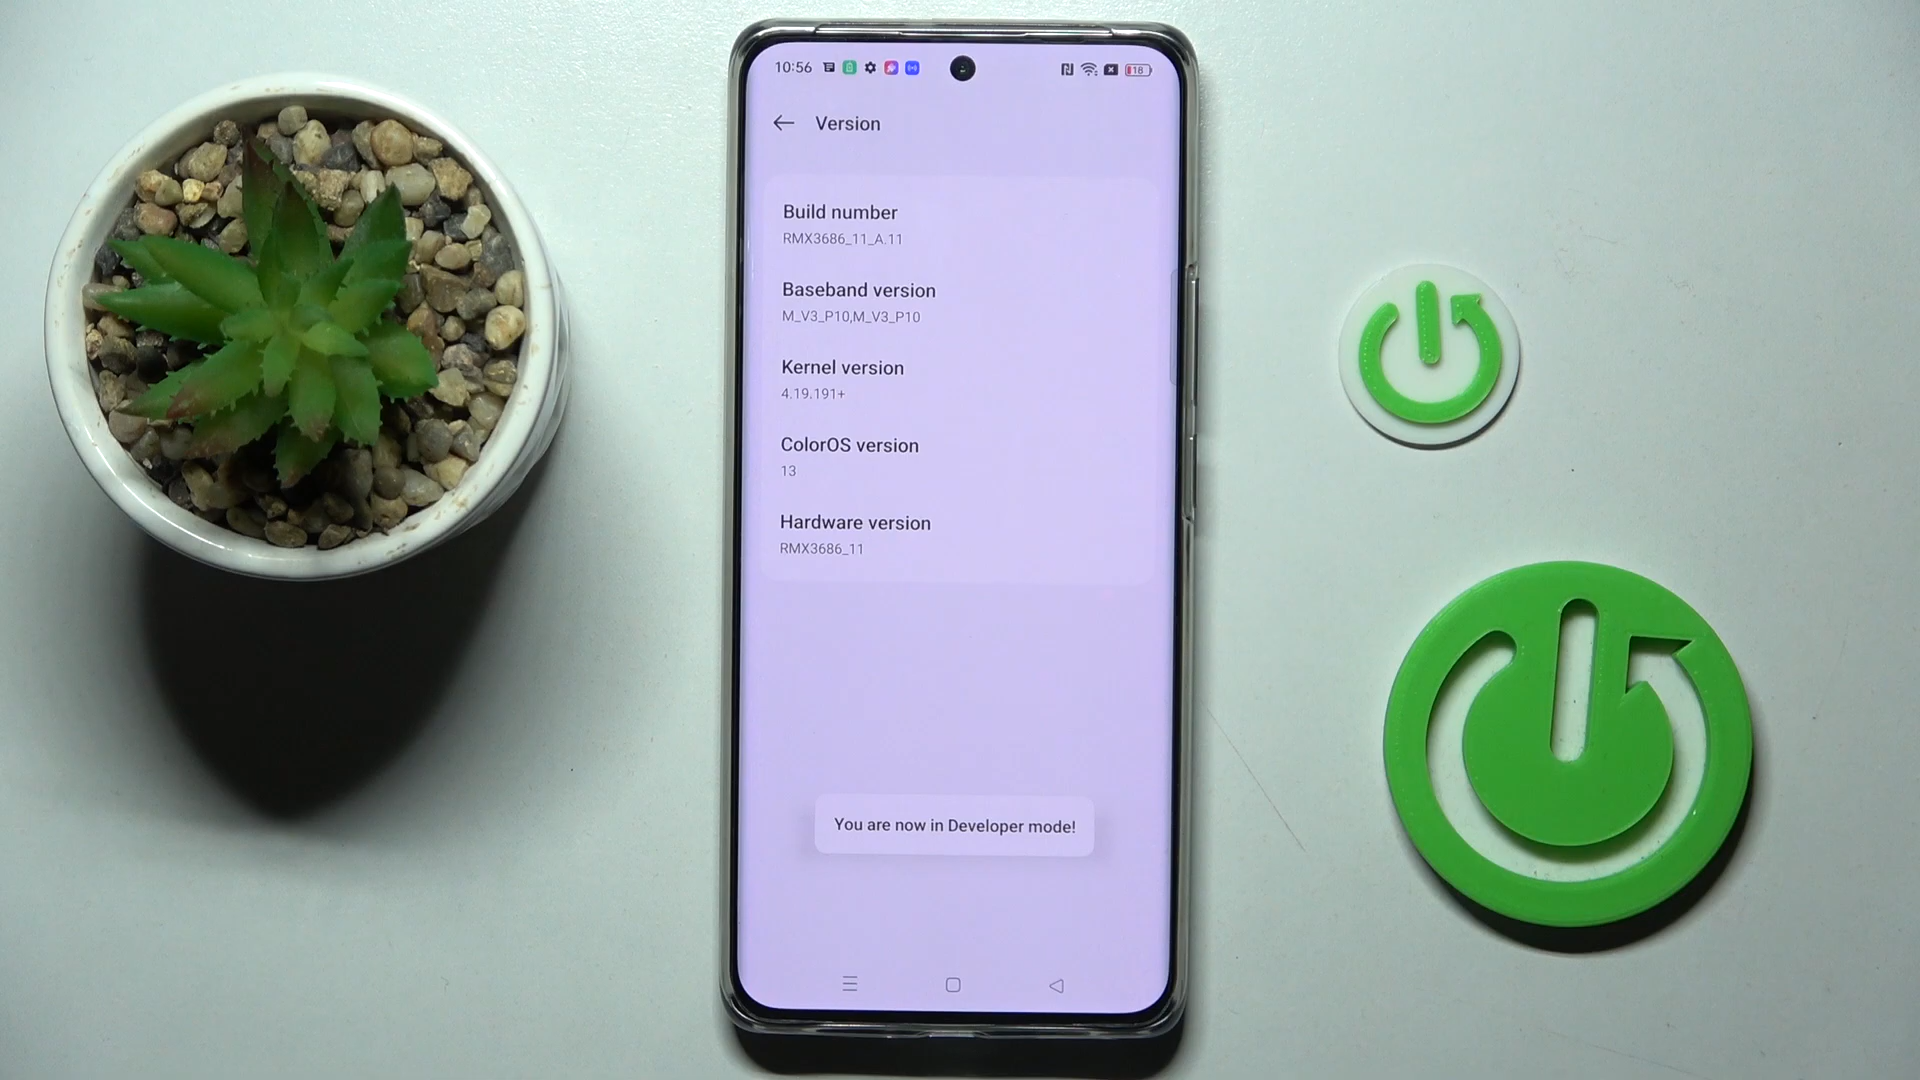 10:56
18
Version
Build number
RMX3686_11_A.11
Baseband version
M_V3_P10,M_V3_P10
Kernel version
4.19.191+
ColorOS version
13
Hardware version
RMX3686_11
You are now in Developer mode!